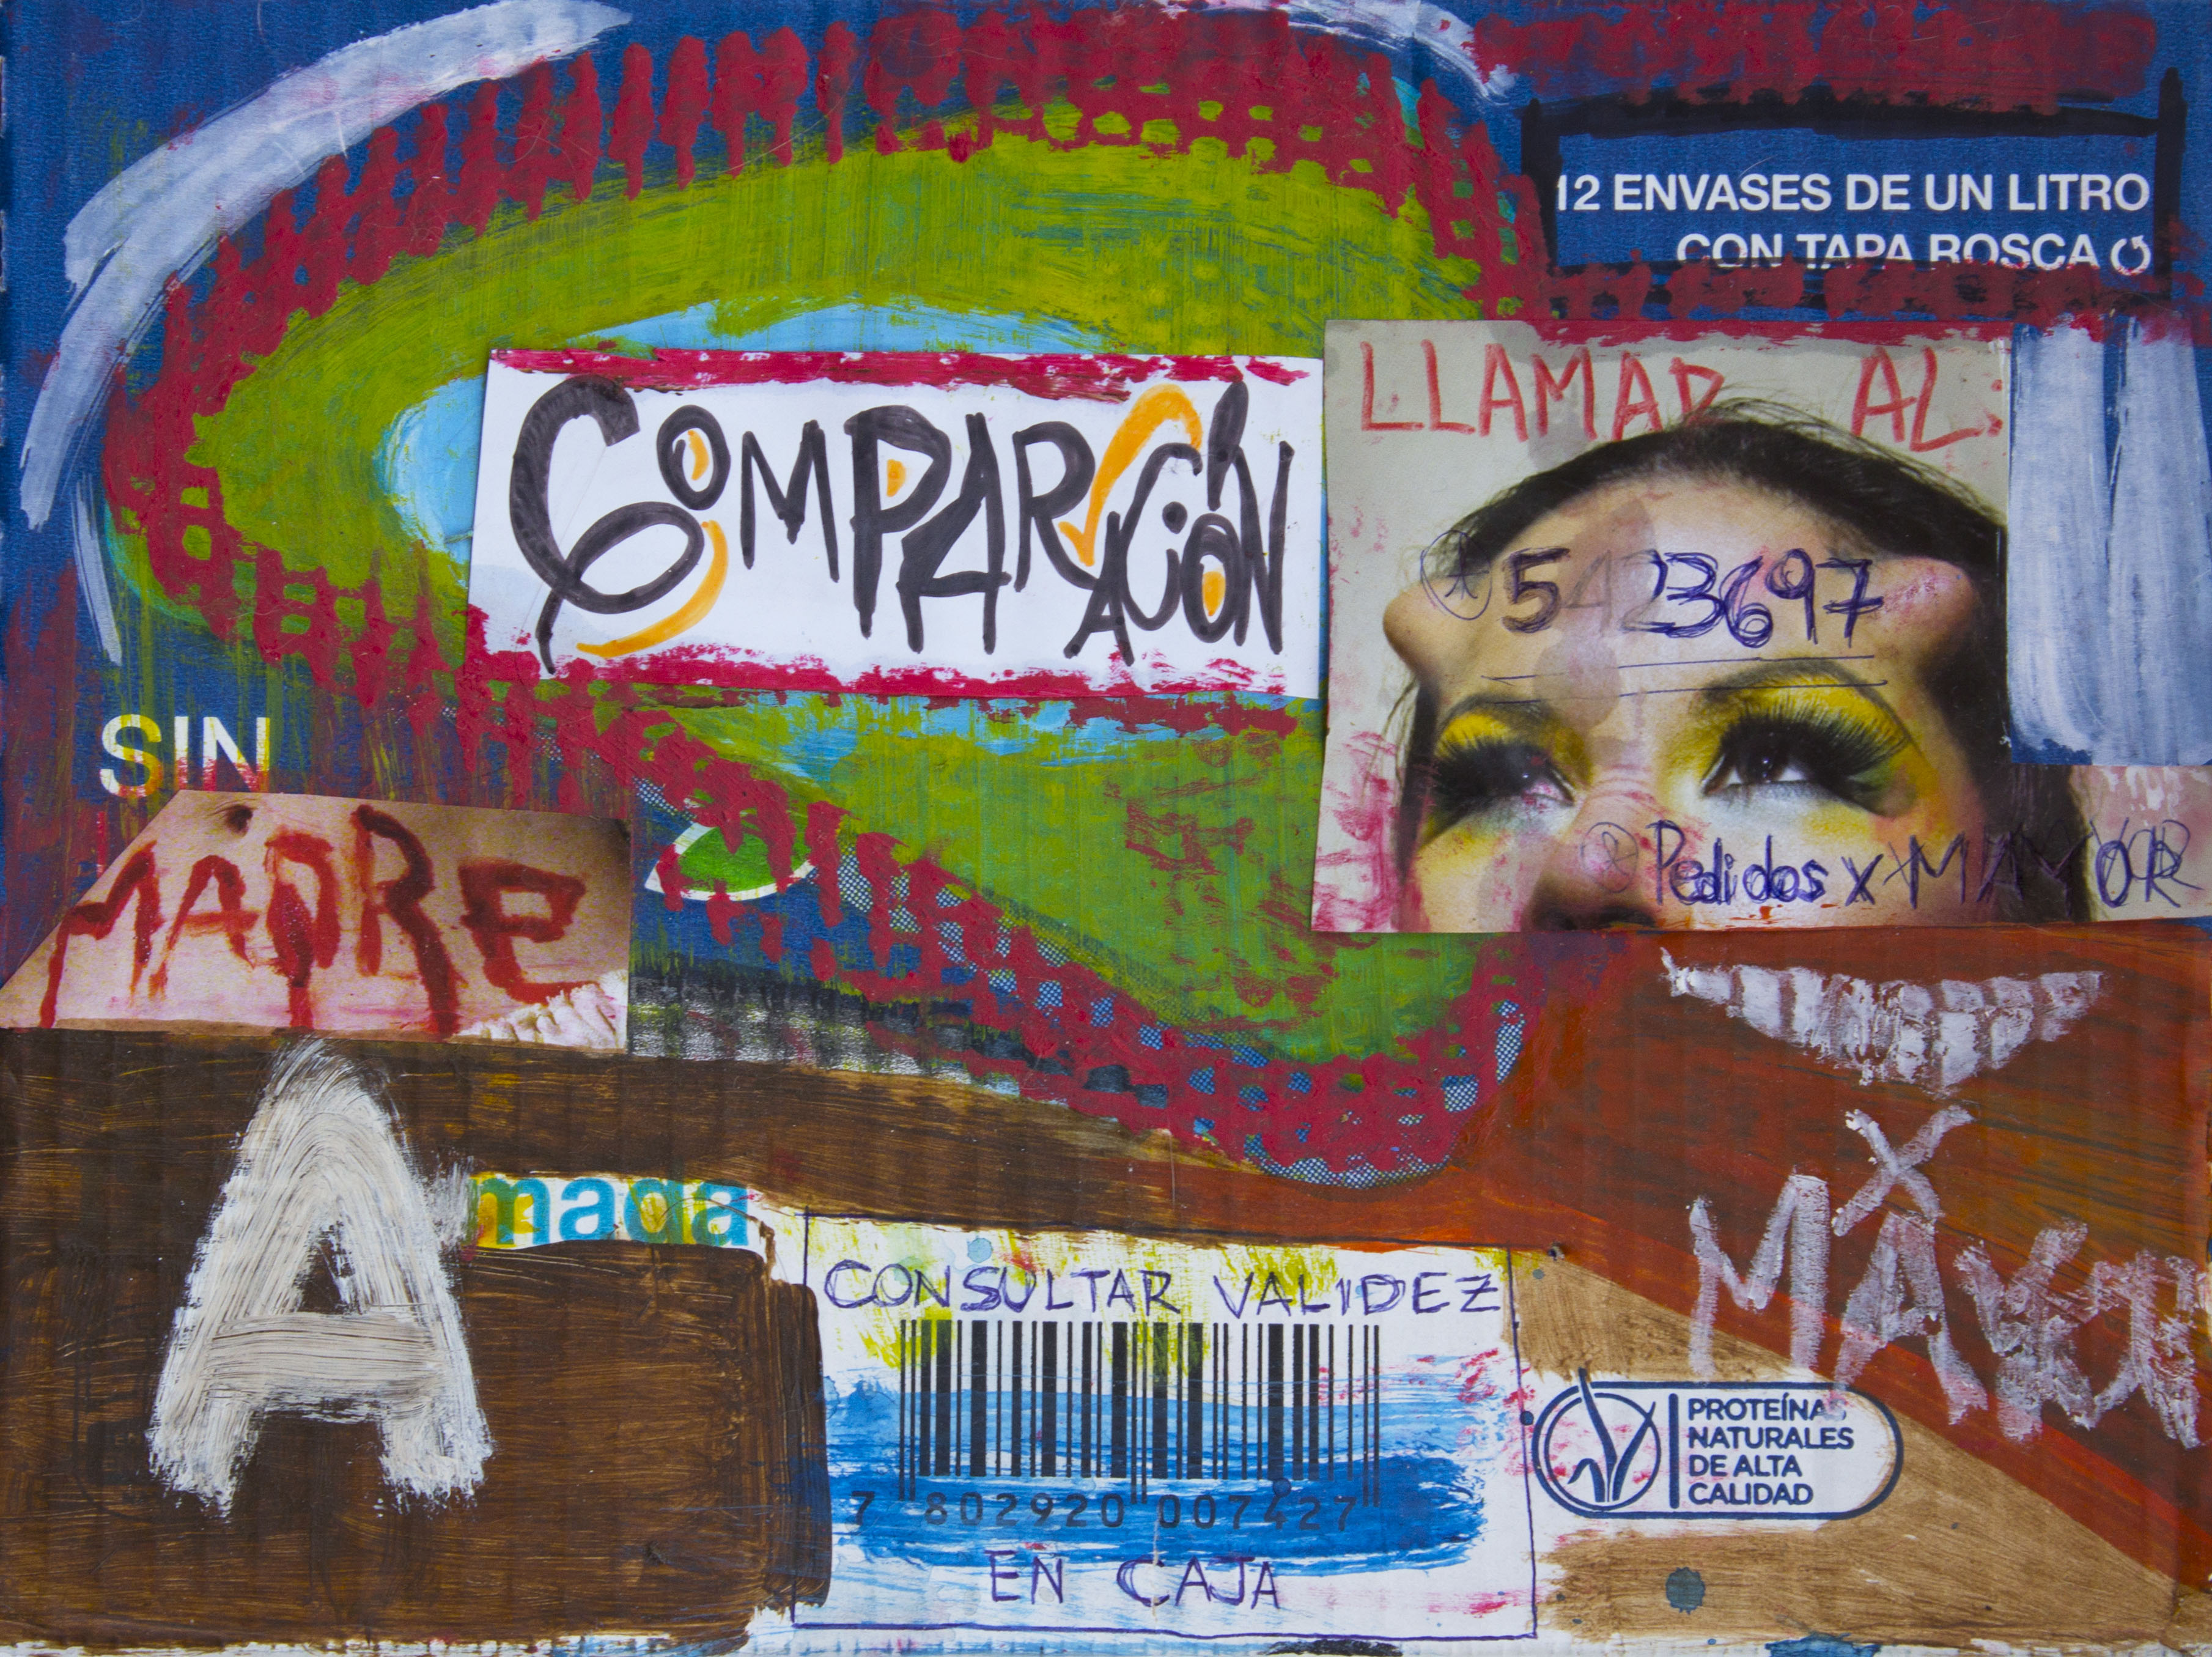 12 ENVASES DE UN LITRO
CON TAPA ROSCA
LLAMAR AL:
COMPARACIÓN
* 5423697
SIN
MADRE
Pedidos x MAYOR
Amada
X
MAYOR
CONSULTAR VALIDEZ
7 802920 007427
EN CAJA
PROTEÍNAS
NATURALES
DE ALTA
CALIDAD